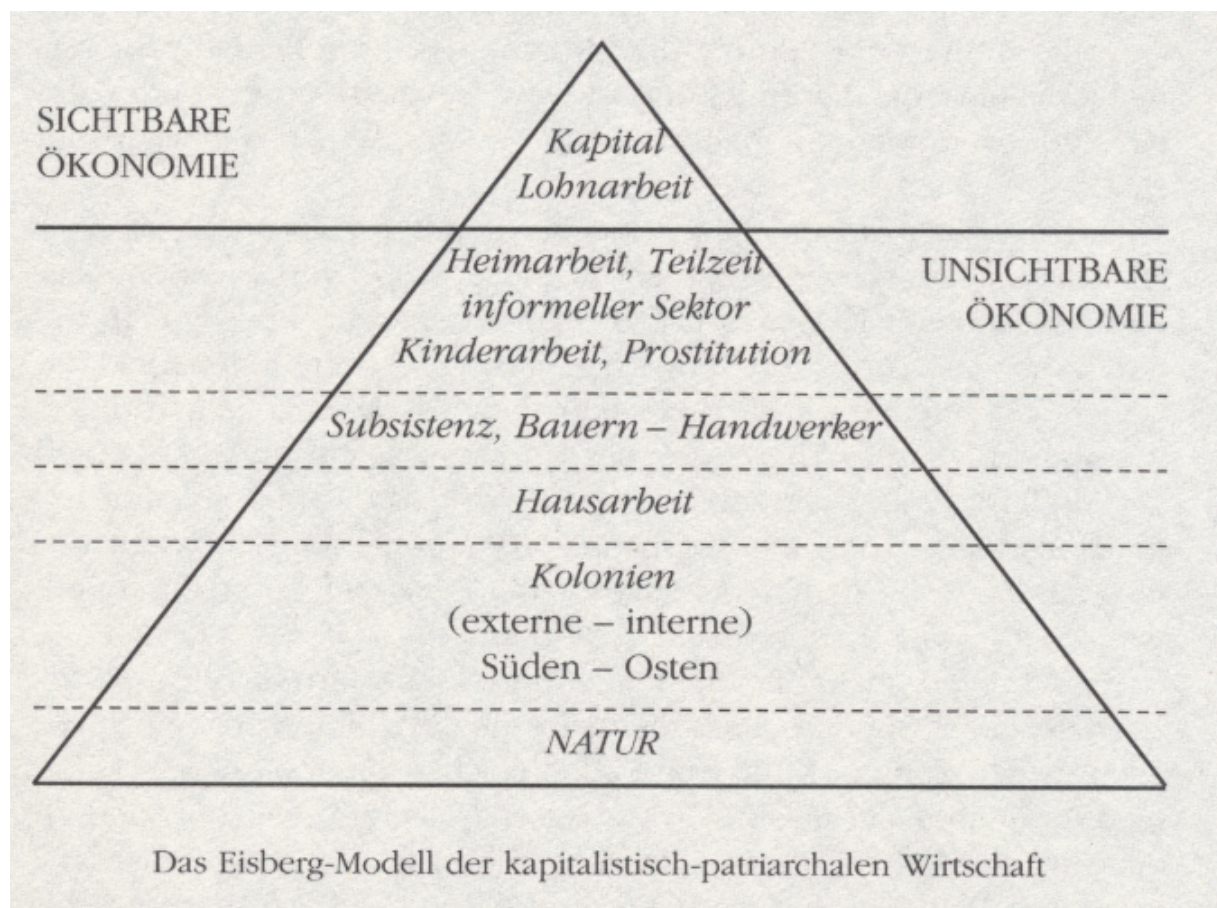 SICHTBARE
ÖKONOMIE
Kapital
Lohnarbeit
Heimarbeit, Teilzeit
informeller Sektor
Kinderarbeit, Prostitution
UNSICHTBARE
ÖKONOMIE
Subsistenz, Bauern – Handwerker
Hausarbeit
Kolonien
(externe – interne)
Süden – Osten
NATUR
Das Eisberg-Modell der kapitalistisch-patriarchalen Wirtschaft